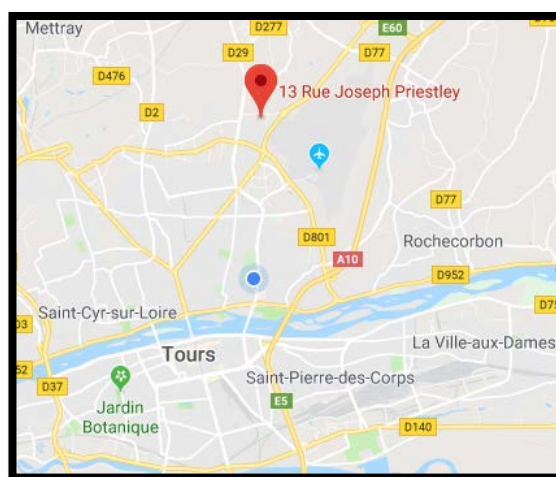 Mettray
D277
E60
D29
D77
D476
13 Rue Joseph Priestley
D2
D77
D801
Rochecorbon
A10
D952
Saint-Cyr-sur-Loire
La Ville-aux-Dames
Tours
Saint-Pierre-des-Corps
D37
Jardin
Botanique
E5
D140